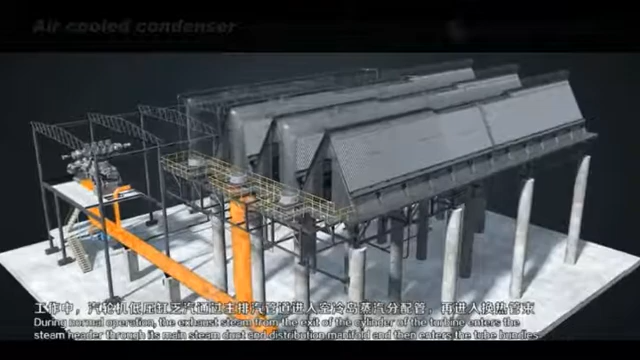 Air cooled condenser
工作中，汽轮机低压缸乏汽通过主排汽管道进入空冷岛蒸汽分配管，再进入换热管束
During normal operation, the exhaust steam from the exit of the cylinder of the turbine enters the
steam header through its main steam duct and distribution manifold and then enters the tube bundles